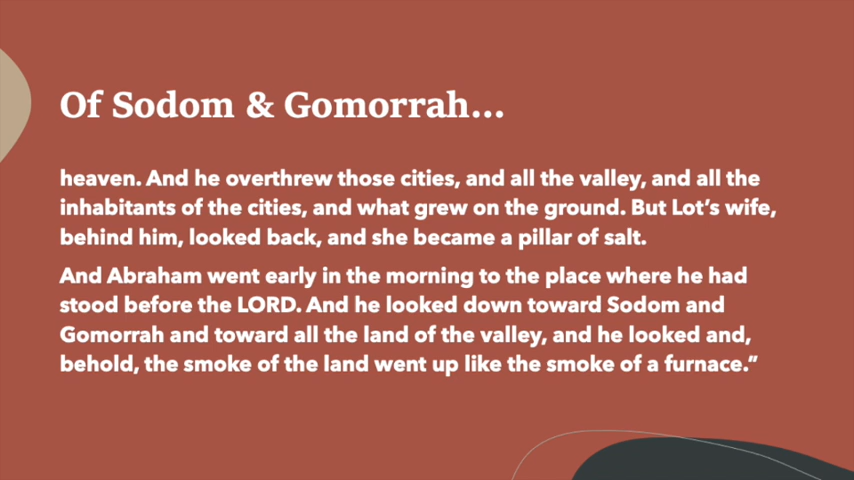 Of Sodom & Gomorrah...
heaven. And he overthrew those cities, and all the valley, and all the
inhabitants of the cities, and what grew on the ground. But Lot’s wife,
behind him, looked back, and she became a pillar of salt.
And Abraham went early in the morning to the place where he had
stood before the LORD. And he looked down toward Sodom and
Gomorrah and toward all the land of the valley, and he looked and,
behold, the smoke of the land went up like the smoke of a furnace.”